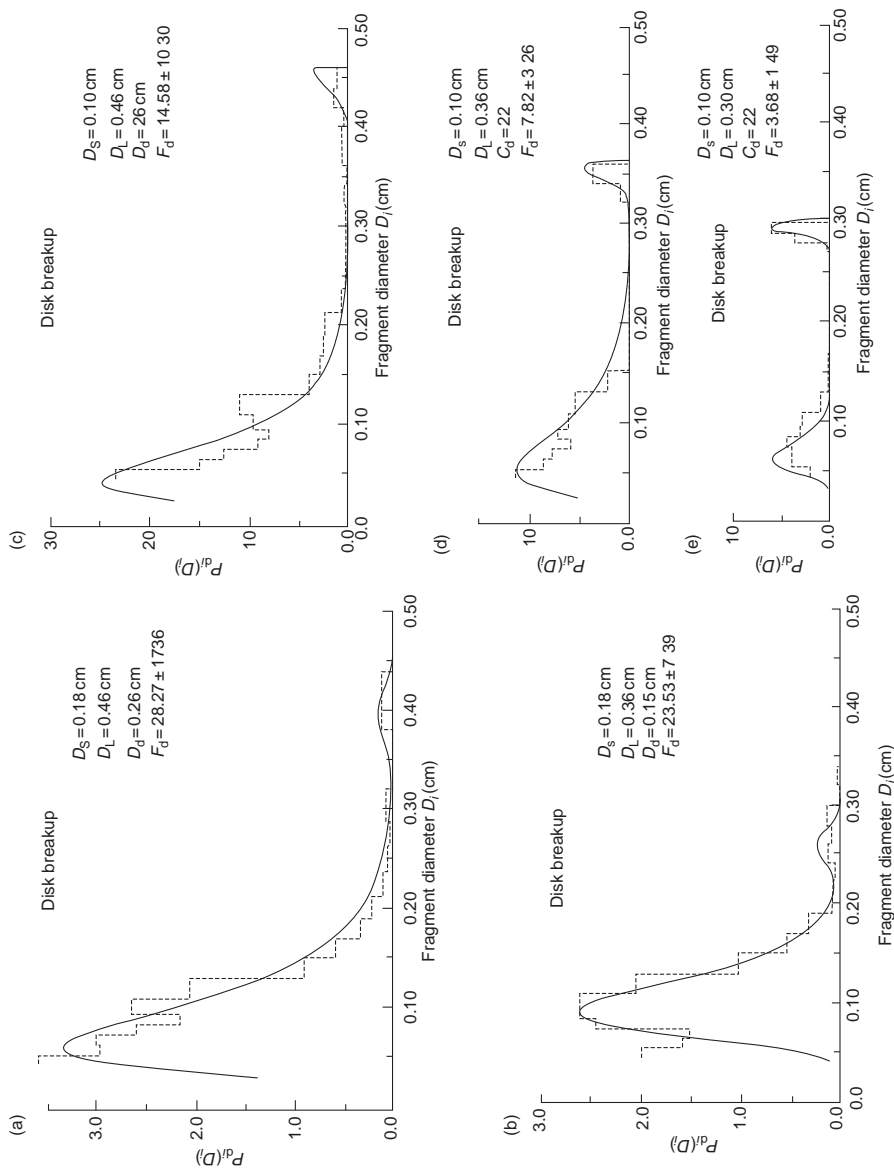 (a)
Disk breakup
D_S=0.18 cm
D_L=0.46 cm
D_d=0.26 cm
F_d=28.27±1736
P_di(D_i)
3.0
2.0
1.0
0.0
0.10
0.20
0.30
0.40
0.50
Fragment diameter D_i(cm)
(b)
Disk breakup
D_s=0.18 cm
D_L=0.36 cm
D_d=0.15 cm
F_d=23.53±7 39
P_di(D_i)
3.0
2.0
1.0
0.0
0.0
0.10
0.20
0.30
0.40
0.50
Fragment diameter D_i(cm)
(c)
Disk breakup
D_S=0.10 cm
D_L=0.46 cm
D_d=26 cm
F_d=14.58±10 30
P_di(D_i)
30
20
10
0.0
0.0
0.10
0.20
0.30
0.40
0.50
Fragment diameter D_i(cm)
(d)
Disk breakup
D_s=0.10 cm
D_L=0.36 cm
C_d=22
F_d=7.82±3 26
P_di(D_i)
10
0.0
0.0
0.10
0.20
0.30
0.40
0.50
Fragment diameter D_i(cm)
(e)
Disk breakup
D_s=0.10 cm
D_L=0.30 cm
C_d=22
F_d=3.68±1 49
P_di(D_i)
10
0.0
0.0
0.10
0.20
0.30
0.40
0.50
Fragment diameter D_i(cm)